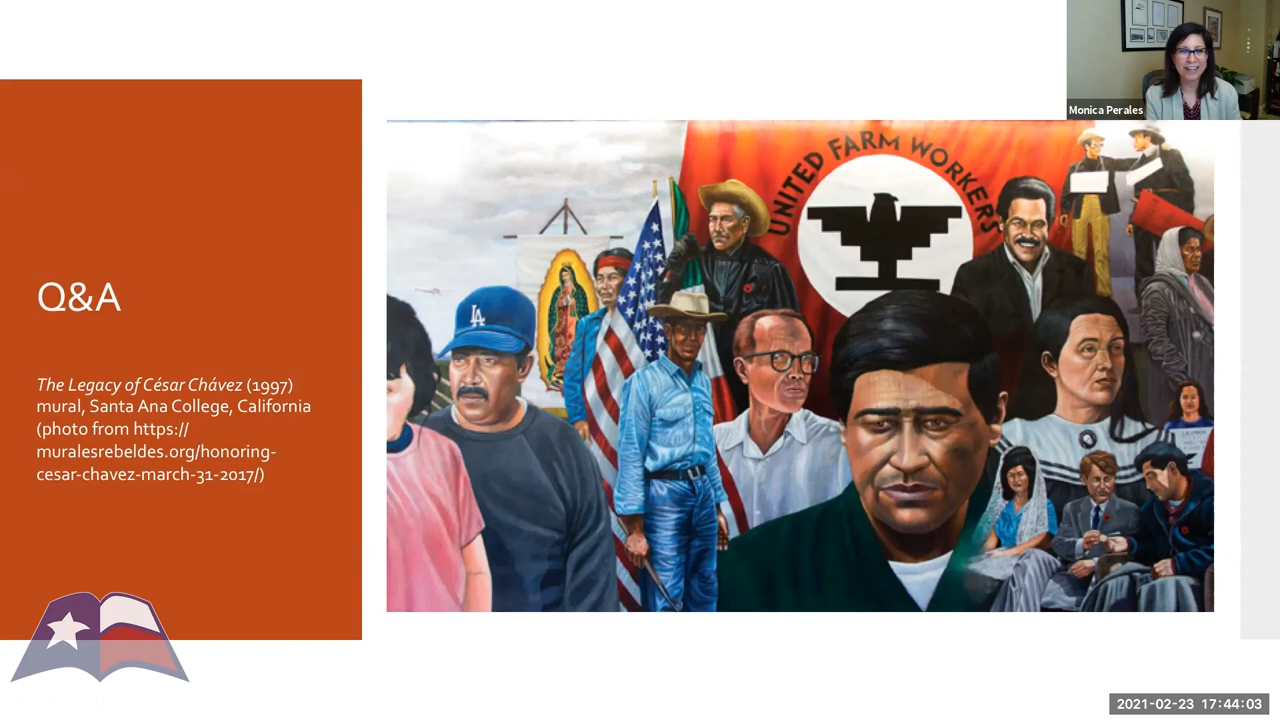 Monica Perales
UNITED FARM WORKERS
LA
Q&A
The Legacy of César Chávez (1997)
mural, Santa Ana College, California
(photo from https://
muralesrebeldes.org/honoring-
cesar-chavez-march-31-2017/)
2021-02-23 17:44:03